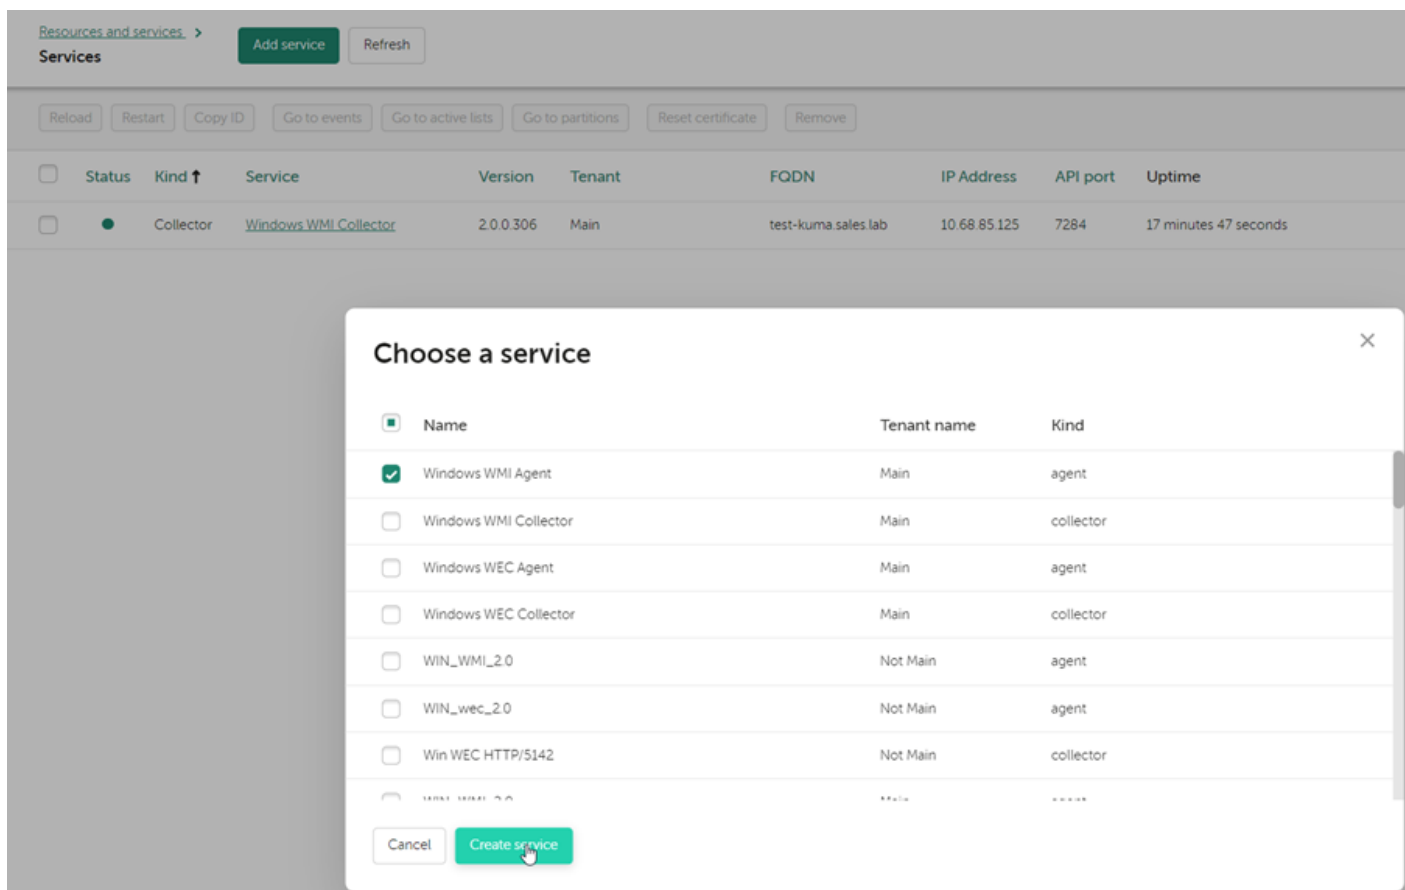 Resources and services >
Services
Add service Refresh
Reload Restart Copy ID Go to events Go to active lists Go to partitions Reset certificate Remove
Status Kind ↑ Service Version Tenant FQDN IP Address API port Uptime
Collector Windows WMI Collector 2.0.0.306 Main test-kuma.sales.lab 10.68.85.125 7284 17 minutes 47 seconds
Choose a service
Name Tenant name Kind
Windows WMI Agent Main agent
Windows WMI Collector Main collector
Windows WEC Agent Main agent
Windows WEC Collector Main collector
WIN_WMI_2.0 Not Main agent
WIN_wec_2.0 Not Main agent
Win WEC HTTP/5142 Not Main collector
Cancel Create service